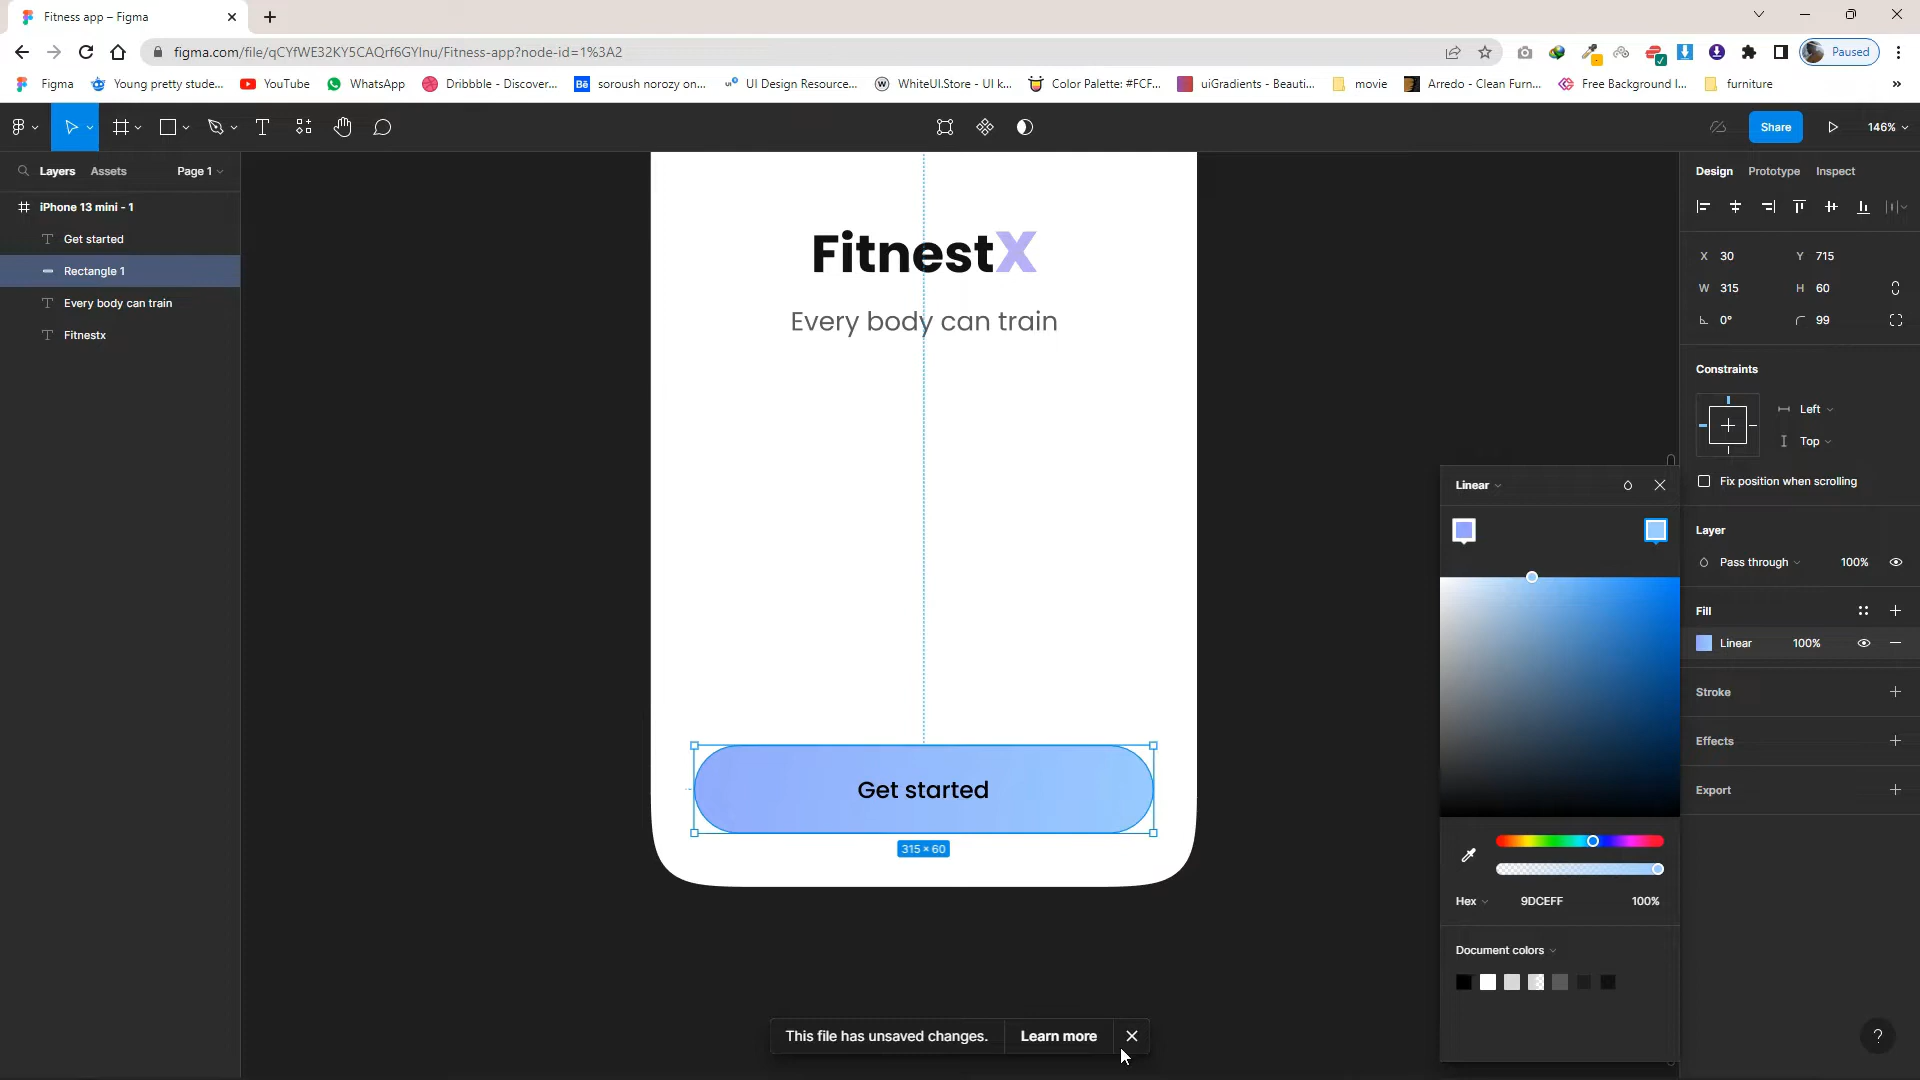 Fitness app – Figma
figma.com/file/qCYfWE32KY5CAQrf6GYlnu/Fitness-app?node-id=1%3A2
Paused
Figma
Young pretty stude...
YouTube
WhatsApp
Dribbble - Discover...
Bē
soroush norozy on...
UI Design Resource...
WhiteUI.Store - UI k...
Color Palette: #FCF...
uiGradients - Beauti...
movie
Arredo - Clean Furn...
Free Background I...
furniture
»
Share
146%
Layers
Assets
Page 1
iPhone 13 mini - 1
Get started
Rectangle 1
Every body can train
Fitnestx
FitnestX
Every body can train
Get started
315 × 60
This file has unsaved changes.
Learn more
Design
Prototype
Inspect
X 30
Y 715
W 315
H 60
0°
99
Constraints
Left
Top
Fix position when scrolling
Layer
Pass through
100%
Fill
Linear
100%
Stroke
Effects
Export
Linear
Hex
9DCEFF
100%
Document colors
?